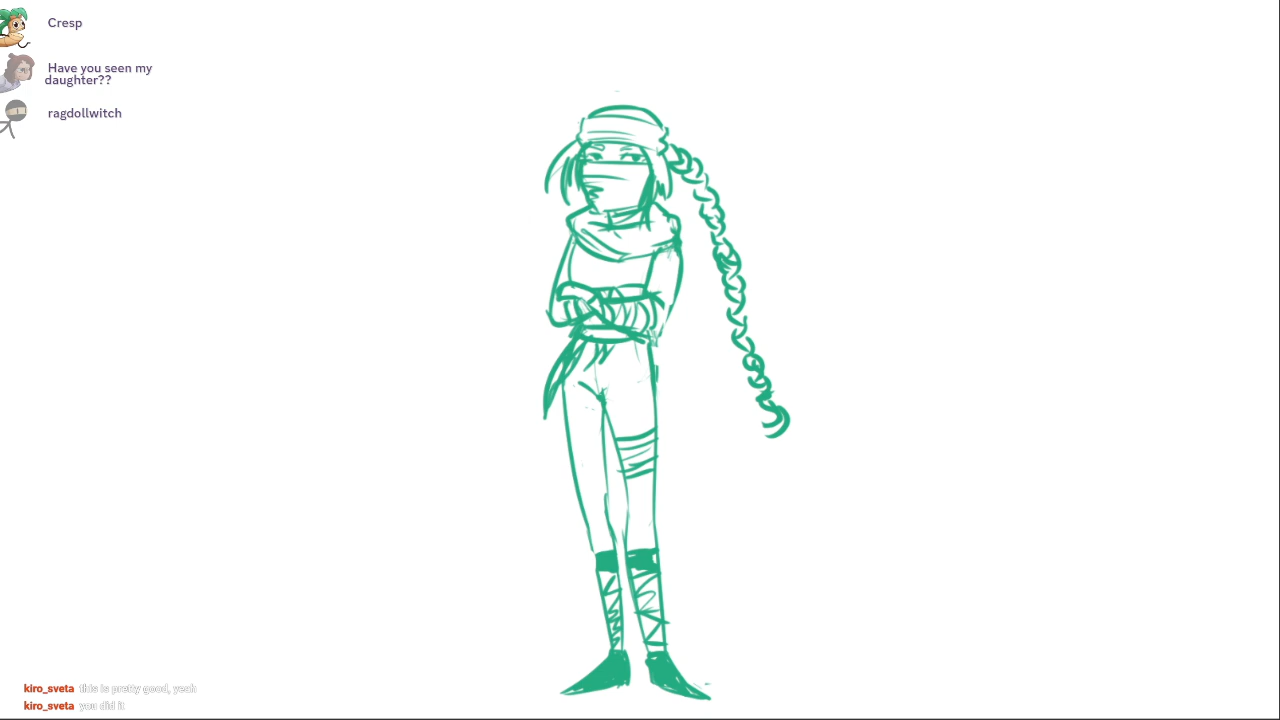 Cresp
Have you seen my
daughter??
ragdollwitch
kiro_sveta this is pretty good, yeah
kiro_sveta you did it